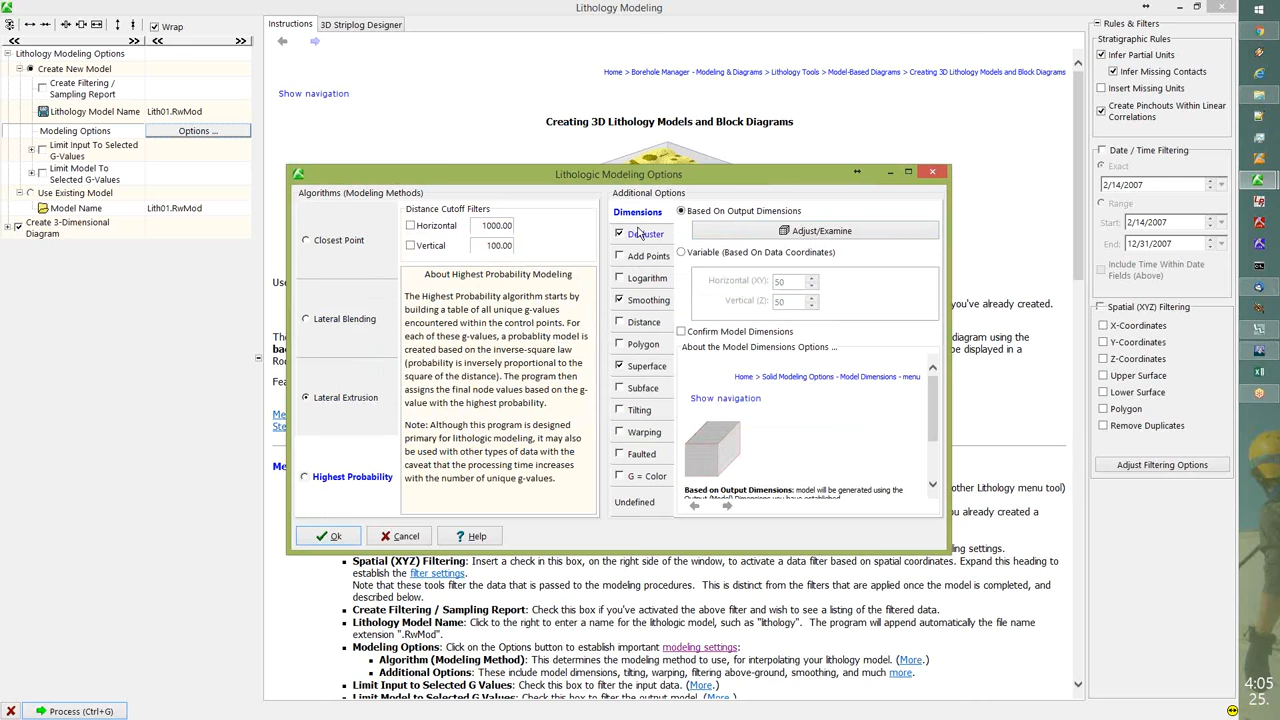 Lithology Modeling
Wrap
<< >> << >>
Lithology Modeling Options
Create New Model
Create Filtering /
Sampling Report
Lithology Model Name Lith01.RwMod
Modeling Options Options ...
Limit Input To Selected
G-Values
Limit Model To
Selected G-Values
Use Existing Model
Model Name Lith01.RwMod
Create 3-Dimensional
Diagram
Instructions 3D Striplog Designer
Home > Borehole Manager - Modeling & Diagrams > Lithology Tools > Model-Based Diagrams > Creating 3D Lithology Models and Block Diagrams
Show navigation
Creating 3D Lithology Models and Block Diagrams
you've already created.
diagram using the
be displayed in a
Lithologic Modeling Options
Algorithms (Modeling Methods)
Closest Point
Lateral Blending
Lateral Extrusion
Highest Probability
Distance Cutoff Filters
Horizontal 1000.00
Vertical 100.00
About Highest Probability Modeling
The Highest Probability algorithm starts by
building a table of all unique g-values
encountered within the control points. For
each of these g-values, a probablity model is
created based on the inverse-square law
(probability is inversely proportional to the
square of the distance). The program then
assigns the final node values based on the g-
value with the highest probability.
Note: Although this program is designed
primary for lithologic modeling, it may also
be used with other types of data with the
caveat that the processing time increases
with the number of unique g-values.
Additional Options
Dimensions
Decluster
Add Points
Logarithm
Smoothing
Distance
Polygon
Superface
Subface
Tilting
Warping
Faulted
G = Color
Undefined
Based On Output Dimensions
Adjust/Examine
Variable (Based On Data Coordinates)
Horizontal (XY): 50
Vertical (Z): 50
Confirm Model Dimensions
About the Model Dimensions Options ...
Home > Solid Modeling Options - Model Dimensions - menu
Show navigation
Based on Output Dimensions: model will be generated using the
Output (Model) Dimensions you have established
Ok Cancel Help
other Lithology menu tool)
ou already created a
ing settings.
Spatial (XYZ) Filtering: Insert a check in this box, on the right side of the window, to activate a data filter based on spatial coordinates. Expand this heading to
establish the filter settings.
Note that these tools filter the data that is passed to the modeling procedures. This is distinct from the filters that are applied once the model is completed, and
described below.
Create Filtering / Sampling Report: Check this box if you've activated the above filter and wish to see a listing of the filtered data.
Lithology Model Name: Click to the right to enter a name for the lithologic model, such as "lithology". The program will append automatically the file name
extension ".RwMod".
Modeling Options: Click on the Options button to establish important modeling settings:
Algorithm (Modeling Method): This determines the modeling method to use, for interpolating your lithology model. (More.)
Additional Options: These include model dimensions, tilting, warping, filtering above-ground, smoothing, and much more.
Limit Input to Selected G Values: Check this box to filter the input data. (More.)
Rules & Filters
Stratigraphic Rules
Infer Partial Units
Infer Missing Contacts
Insert Missing Units
Create Pinchouts Within Linear
Correlations
Date / Time Filtering
Exact
2/14/2007
Range
Start: 2/14/2007
End: 12/31/2007
Include Time Within Date
Fields (Above)
Spatial (XYZ) Filtering
X-Coordinates
Y-Coordinates
Z-Coordinates
Upper Surface
Lower Surface
Polygon
Remove Duplicates
Adjust Filtering Options
Process (Ctrl+G)
4:05
25.